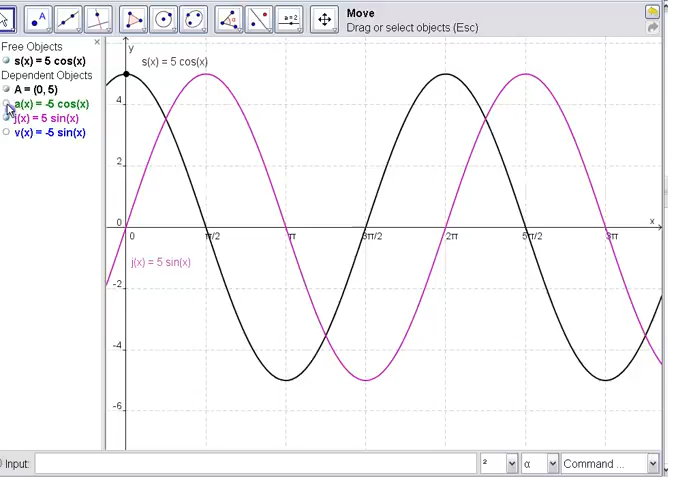 Move
Drag or select objects (Esc)
A
a=2
Free Objects
s(x) = 5 cos(x)
Dependent Objects
A = (0, 5)
a(x) = -5 cos(x)
j(x) = 5 sin(x)
v(x) = -5 sin(x)
y
s(x) = 5 cos(x)
4
2
0
-2
-4
-6
0
π/2
π
3π/2
2π
5π/2
3π
x
j(x) = 5 sin(x)
Input:
²
α
Command ...